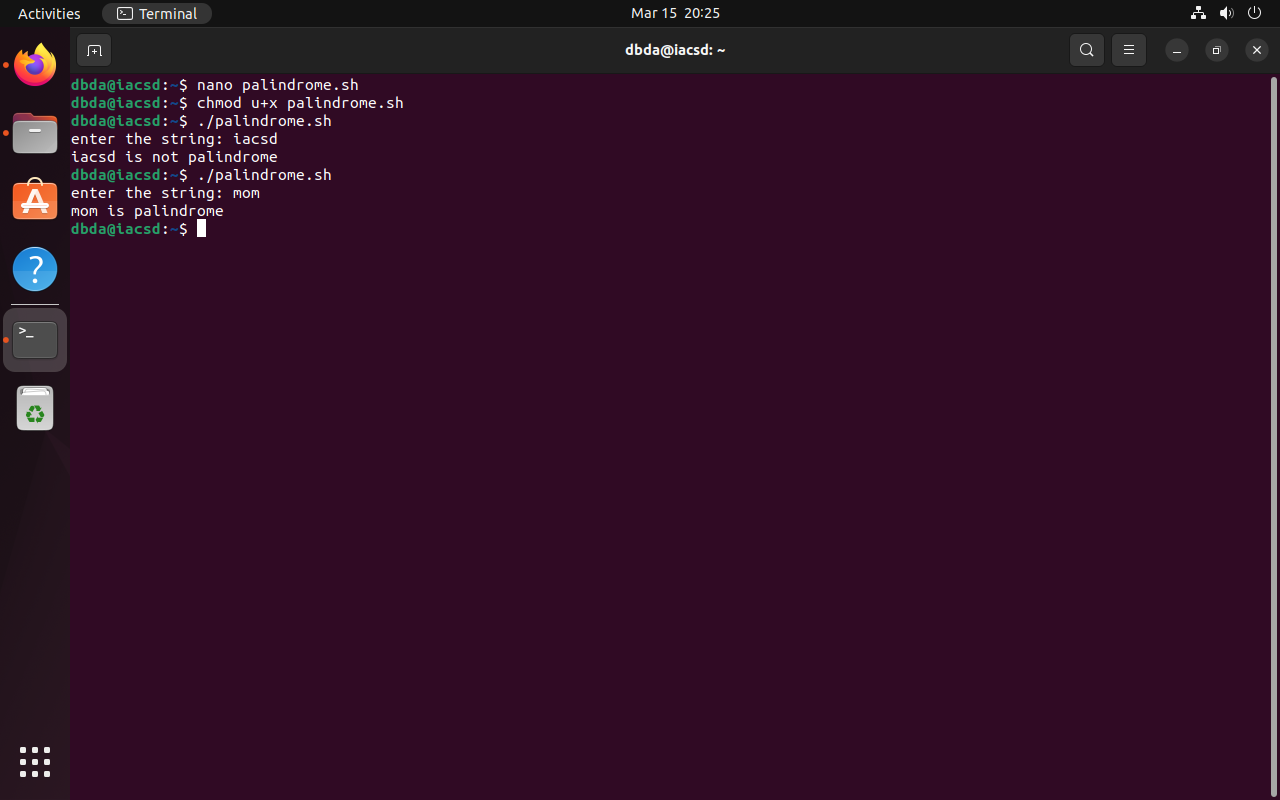 Activities
Terminal
Mar 15 20:25
dbda@iacsd: ~
dbda@iacsd:~$ nano palindrome.sh
dbda@iacsd:~$ chmod u+x palindrome.sh
dbda@iacsd:~$ ./palindrome.sh
enter the string: iacsd
iacsd is not palindrome
dbda@iacsd:~$ ./palindrome.sh
enter the string: mom
mom is palindrome
dbda@iacsd:~$